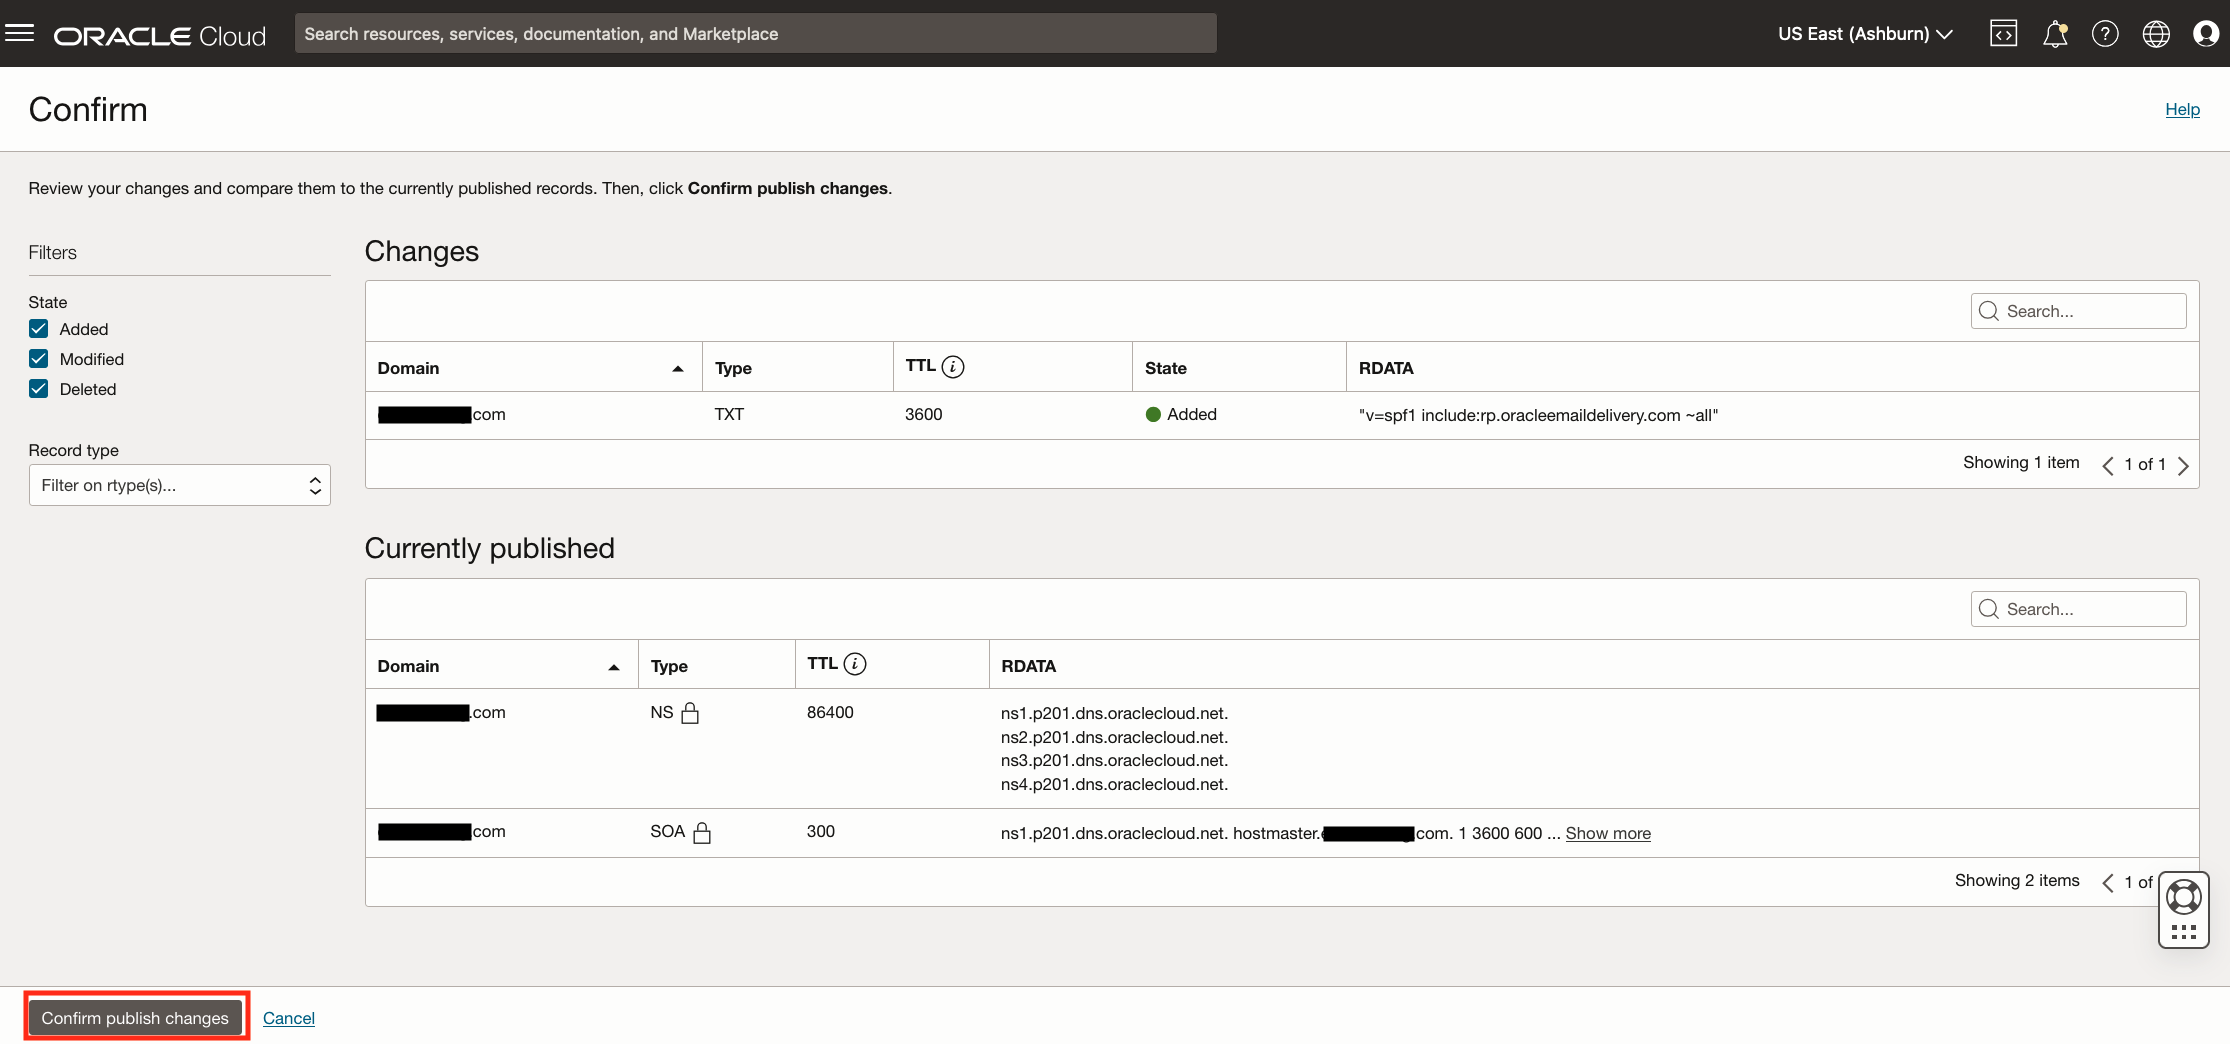 ORACLE Cloud
Search resources, services, documentation, and Marketplace
US East (Ashburn)
Confirm
Help
Review your changes and compare them to the currently published records. Then, click Confirm publish changes.
Filters
State
Added
Modified
Deleted
Record type
Filter on rtype(s)...
Changes
Search...
Domain Type TTL i State RDATA
com TXT 3600 Added "v=spf1 include:rp.oracleemaildelivery.com ~all"
Showing 1 item 1 of 1
Currently published
Search...
Domain Type TTL i RDATA
.com NS 86400 ns1.p201.dns.oraclecloud.net.
ns2.p201.dns.oraclecloud.net.
ns3.p201.dns.oraclecloud.net.
ns4.p201.dns.oraclecloud.net.
com SOA 300 ns1.p201.dns.oraclecloud.net. hostmaster. com. 1 3600 600 ... Show more
Showing 2 items 1 of
Confirm publish changes Cancel